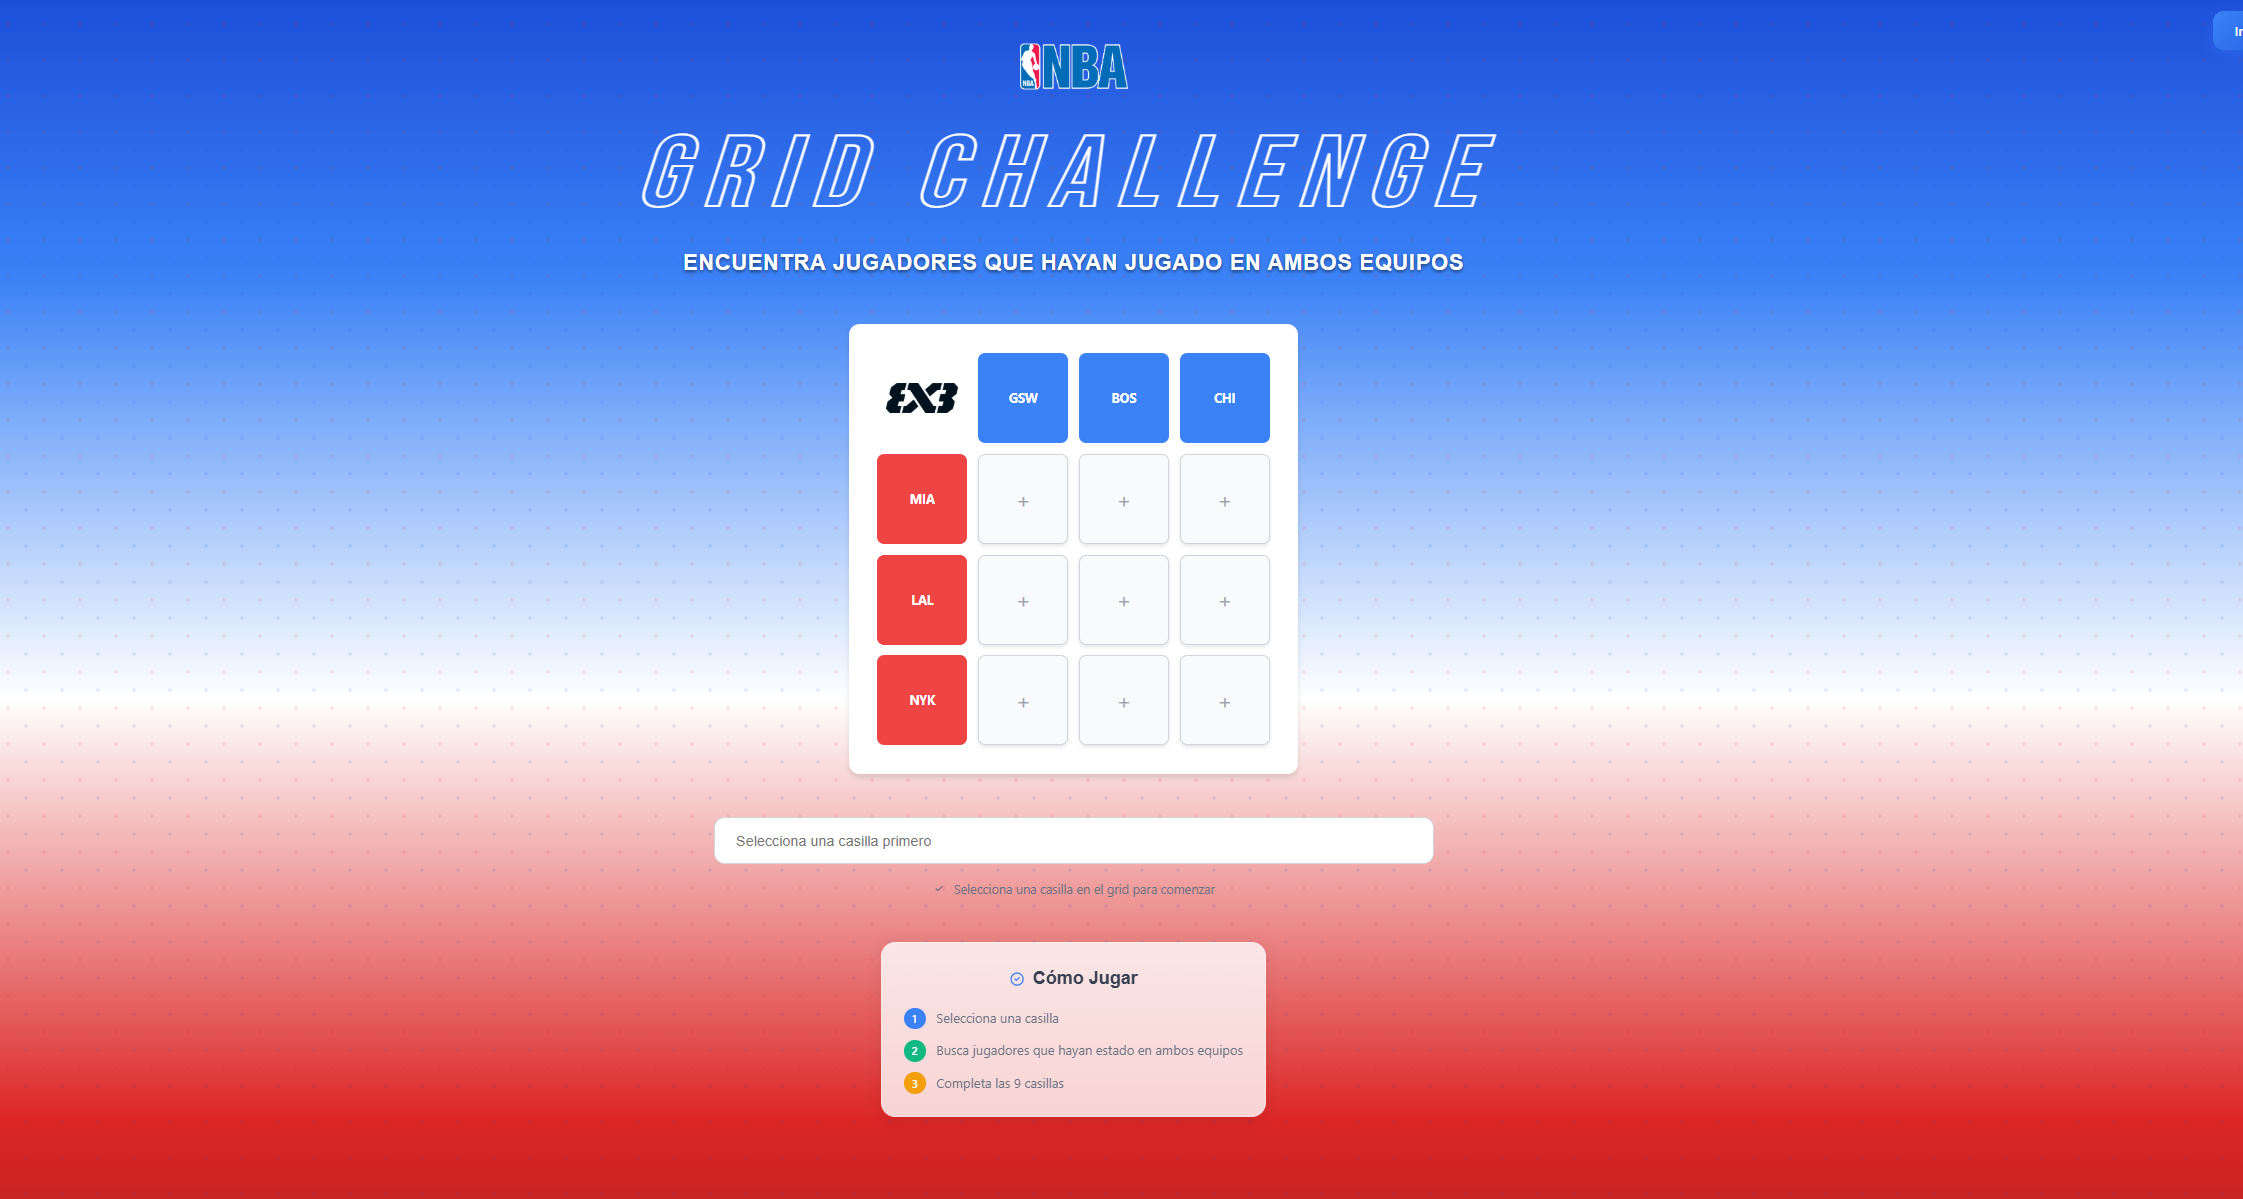 In
NBA
NBA
GRID CHALLENGE
ENCUENTRA JUGADORES QUE HAYAN JUGADO EN AMBOS EQUIPOS
3X3 GSW BOS CHI
MIA + + +
LAL + + +
NYK + + +
Selecciona una casilla primero
Selecciona una casilla en el grid para comenzar
Cómo Jugar
1 Selecciona una casilla
2 Busca jugadores que hayan estado en ambos equipos
3 Completa las 9 casillas